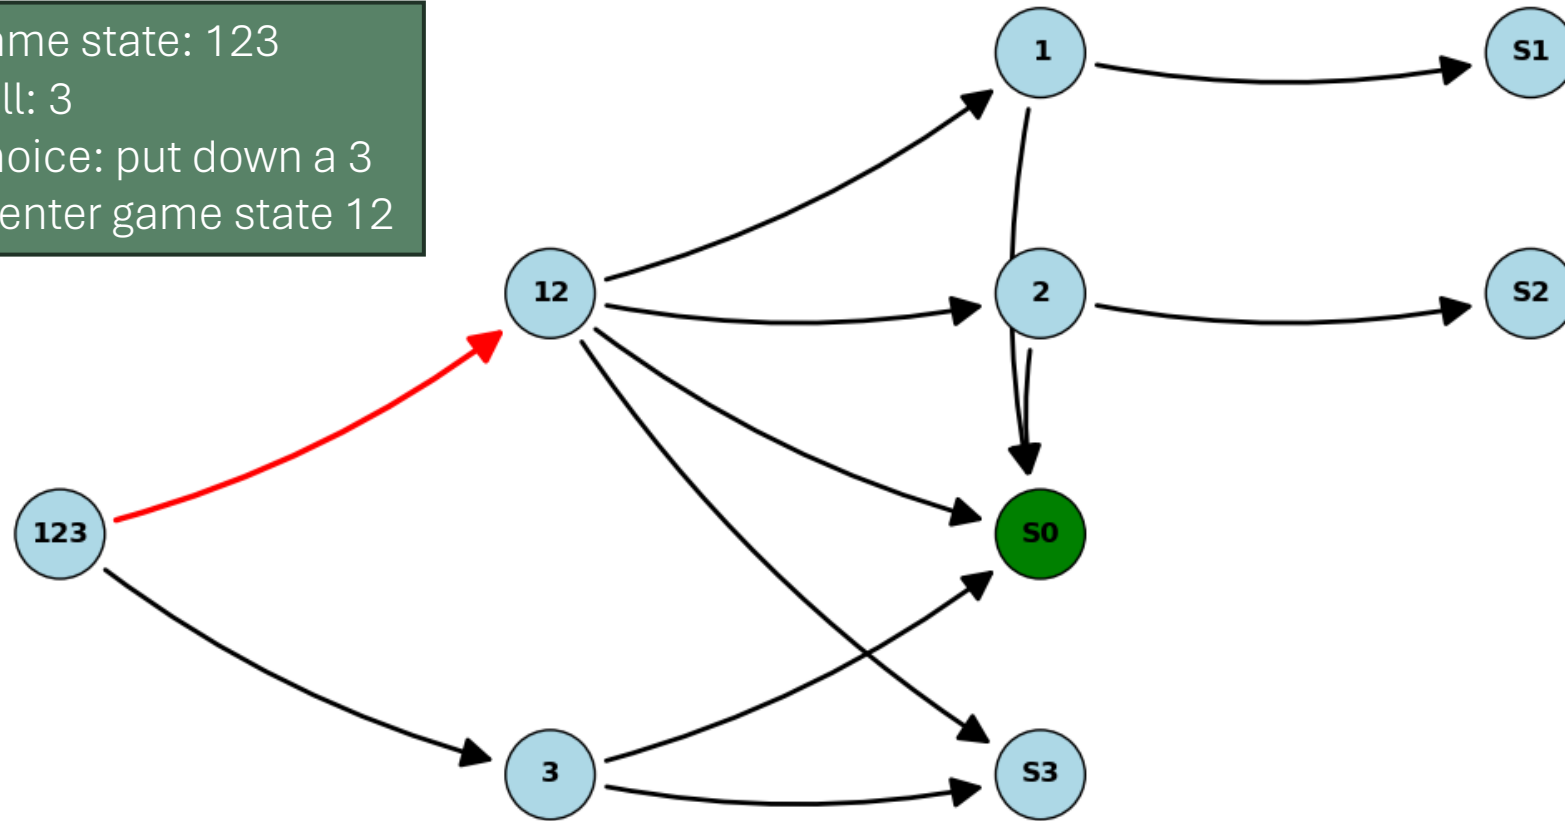 ame state: 123
ll: 3
oice: put down a 3
enter game state 12
1
S1
12
2
S2
123
S0
3
S3